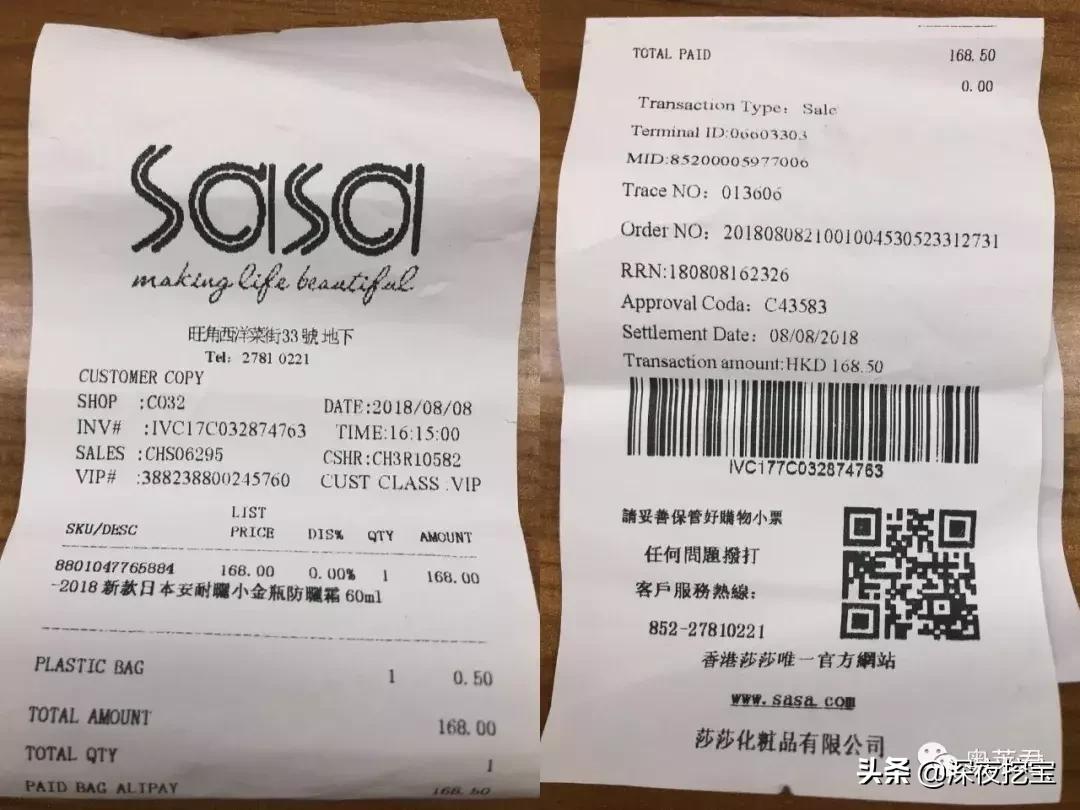 sasa
making life beautiful
旺角西洋菜街33號地下
Tel: 2781 0221
CUSTOMER COPY
SHOP :C032 DATE:2018/08/08
INV# :IVC17C032874763 TIME:16:15:00
SALES :CHS06295 CSHR:CH3R10582
VIP# :388238800245760 CUST CLASS .VIP
LIST
SKU/DESC PRICE DIS% QTY AMOUNT
8801047765884 168.00 0.00% 1 168.00
-2018 新款日本安耐曬小金瓶防曬霜 60ml
PLASTIC BAG 1 0.50
TOTAL AMOUNT 168.00
TOTAL QTY 1
PAID BAG ALIPAY 168.50
TOTAL PAID 168.50
0.00
Transaction Type: Sale
Terminal ID:06603303
MID:85200005977006
Trace NO: 013606
Order NO: 2018080821001004530523312731
RRN:180808162326
Approval Coda: C43583
Settlement Date: 08/08/2018
Transaction amount:HKD 168.50
IVC177C032874763
請妥善保管好購物小票
任何問題撥打
客戶服務熱線:
852-27810221
香港莎莎唯一官方網站
www.sasa.com
莎莎化粧品有限公司
头条 @深夜挖宝